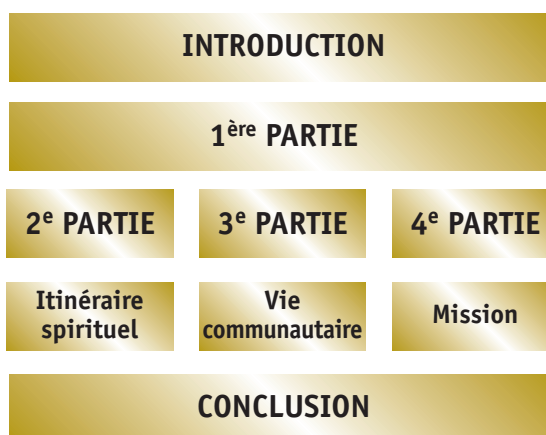 INTRODUCTION
1ère PARTIE
2e PARTIE
3e PARTIE
4e PARTIE
Itinéraire
spirituel
Vie
communautaire
Mission
CONCLUSION